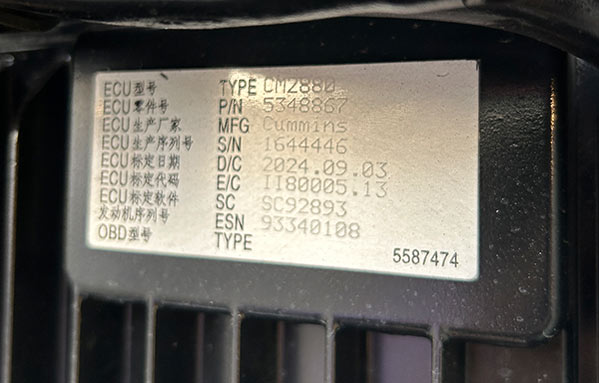 ECU型号 TYPE CM2880
ECU零件号 P/N 5348867
ECU生产厂家 MFG Cummins
ECU生产序列号 S/N 1644446
ECU标定日期 D/C 2024.09.03
ECU标定代码 E/C II80005.13
ECU标定软件 SC SC92893
发动机序列号 ESN 93340108
OBD型号 TYPE
5587474